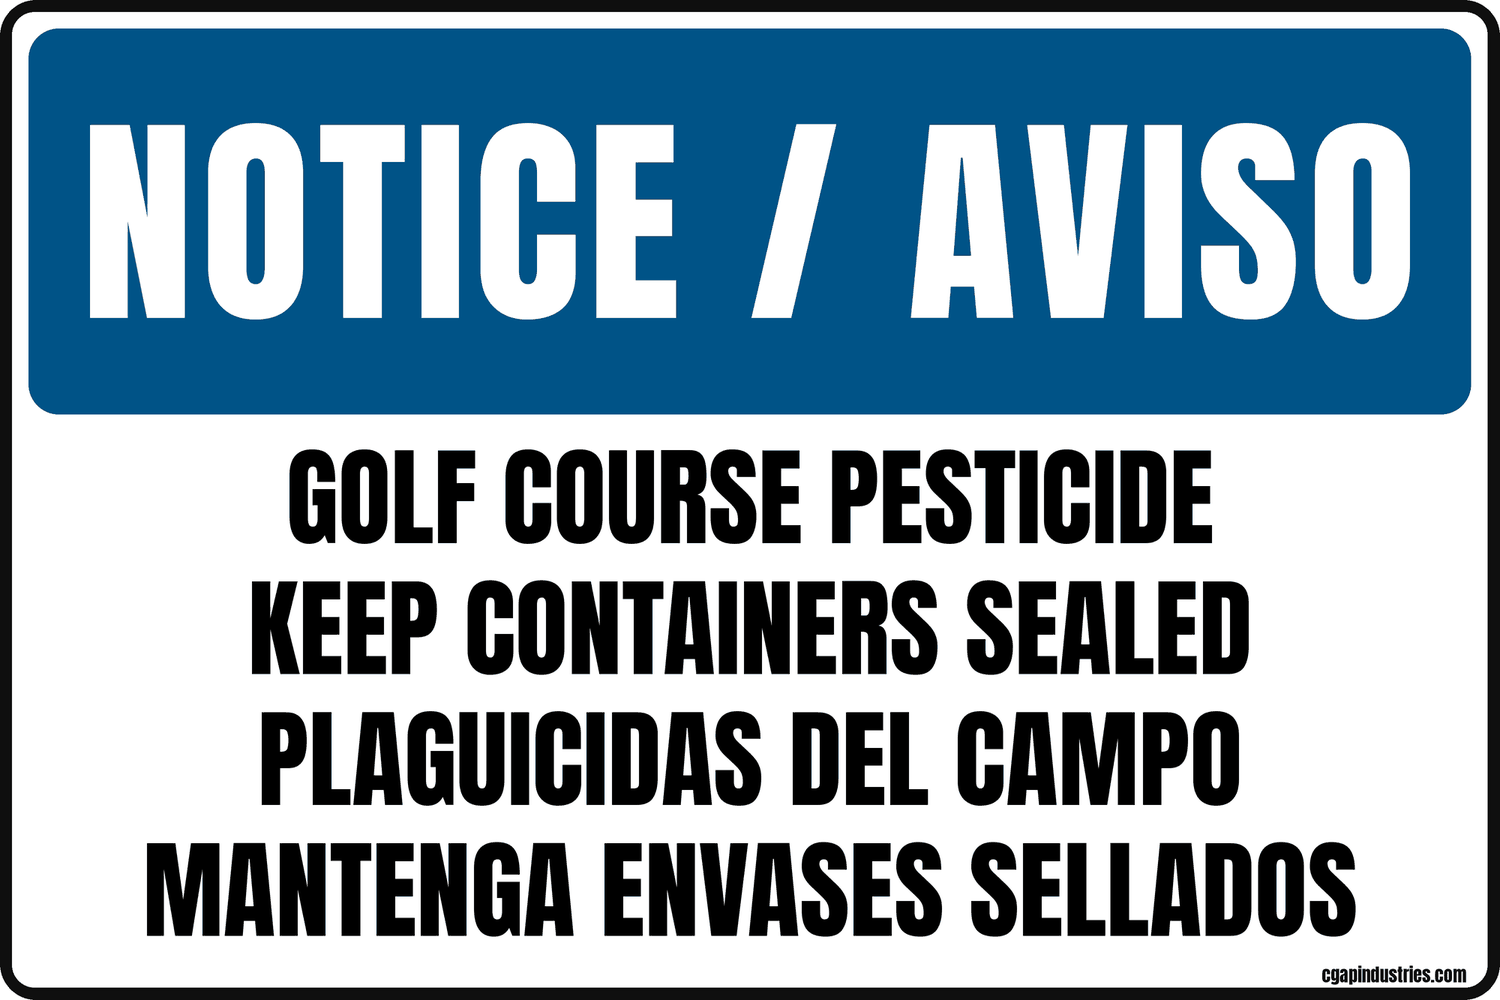 NOTICE / AVISO
GOLF COURSE PESTICIDE
KEEP CONTAINERS SEALED
PLAGUICIDAS DEL CAMPO
MANTENGA ENVASES SELLADOS
cgapindustries.com